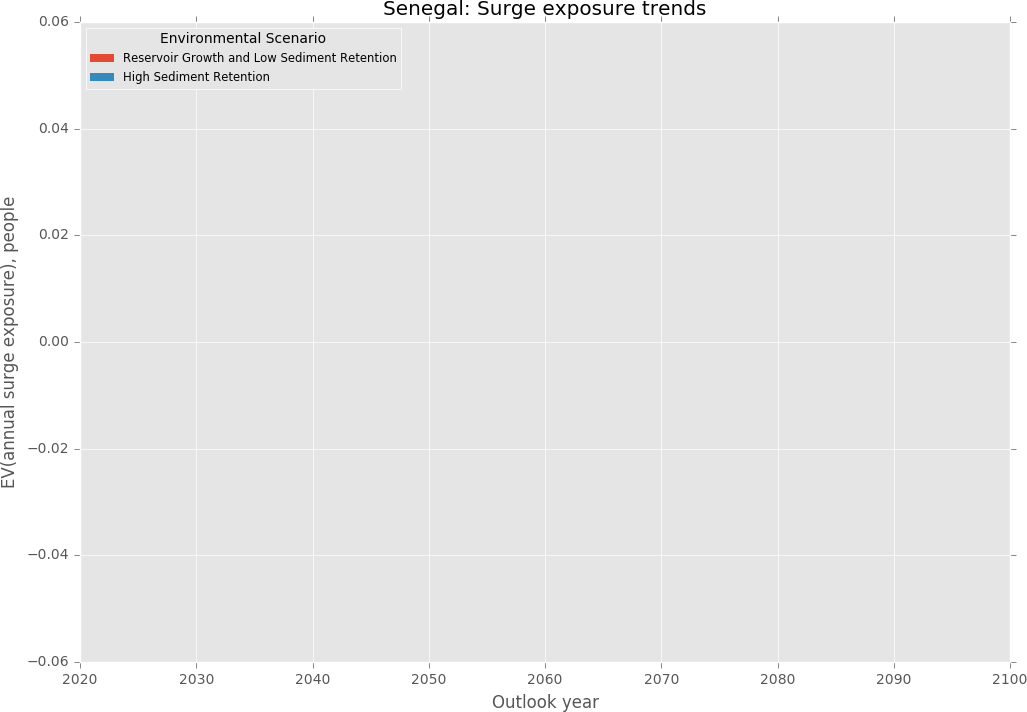 Senegal: Surge exposure trends
Environmental Scenario
Reservoir Growth and Low Sediment Retention
High Sediment Retention
EV(annual surge exposure), people
0.06
0.04
0.02
0.00
−0.02
−0.04
−0.06
2020 2030 2040 2050 2060 2070 2080 2090 2100
Outlook year